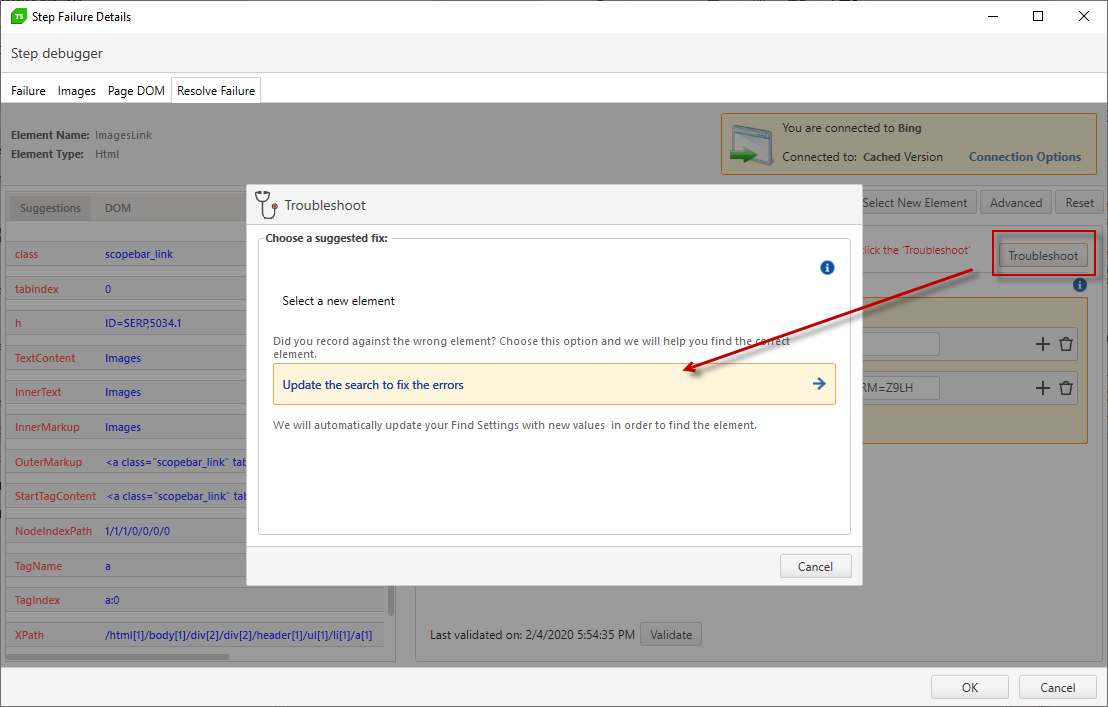 TS Step Failure Details
Step debugger
Failure Images Page DOM Resolve Failure
Element Name: ImagesLink
Element Type: Html
You are connected to Bing
Connected to: Cached Version Connection Options
Suggestions DOM
Select New Element Advanced Reset
class scopebar_link
tabindex 0
h ID=SERP,5034.1
TextContent Images
InnerText Images
InnerMarkup Images
OuterMarkup <a class="scopebar_link" tab
StartTagContent <a class="scopebar_link" tab
NodeIndexPath 1/1/1/0/0/0/0
TagName a
TagIndex a:0
XPath /html[1]/body[1]/div[2]/div[2]/header[1]/ul[1]/li[1]/a[1]
Troubleshoot
Choose a suggested fix:
Select a new element
Did you record against the wrong element? Choose this option and we will help you find the correct
element.
Update the search to fix the errors
We will automatically update your Find Settings with new values in order to find the element.
Cancel
click the 'Troubleshoot'
Troubleshoot
RM=Z9LH
Last validated on: 2/4/2020 5:54:35 PM Validate
OK Cancel